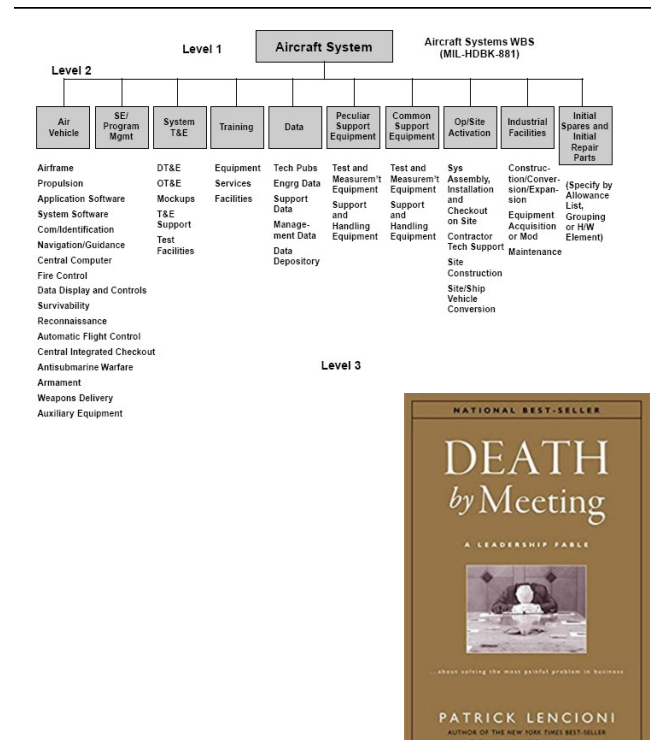 Level 1
Aircraft System
Aircraft Systems WBS
(MIL-HDBK-881)
Level 2
Air
Vehicle
SE/
Program
Mgmt
System
T&E
Training
Data
Peculiar
Support
Equipment
Common
Support
Equipment
Op/Site
Activation
Industrial
Facilities
Initial
Spares and
Initial
Repair
Parts
Airframe
Propulsion
Application Software
System Software
Com/Identification
Navigation/Guidance
Central Computer
Fire Control
Data Display and Controls
Survivability
Reconnaissance
Automatic Flight Control
Central Integrated Checkout
Antisubmarine Warfare
Armament
Weapons Delivery
Auxiliary Equipment
DT&E
OT&E
Mockups
T&E
Support
Test
Facilities
Equipment
Services
Facilities
Tech Pubs
Engrg Data
Support
Data
Manage-
ment Data
Data
Depository
Test and
Measurem't
Equipment
Support
and
Handling
Equipment
Test and
Measurem't
Equipment
Support
and
Handling
Equipment
Sys
Assembly,
Installation
and
Checkout
on Site
Contractor
Tech Support
Site
Construction
Site/Ship
Vehicle
Conversion
Construc-
tion/Conver-
sion/Expan-
sion
Equipment
Acquisition
or Mod
Maintenance
(Specify by
Allowance
List,
Grouping
or H/W
Element)
Level 3
NATIONAL BEST-SELLER
DEATH
by Meeting
A LEADERSHIP FABLE
...about solving the most painful problem in business
PATRICK LENCIONI
AUTHOR OF THE NEW YORK TIMES BEST-SELLER